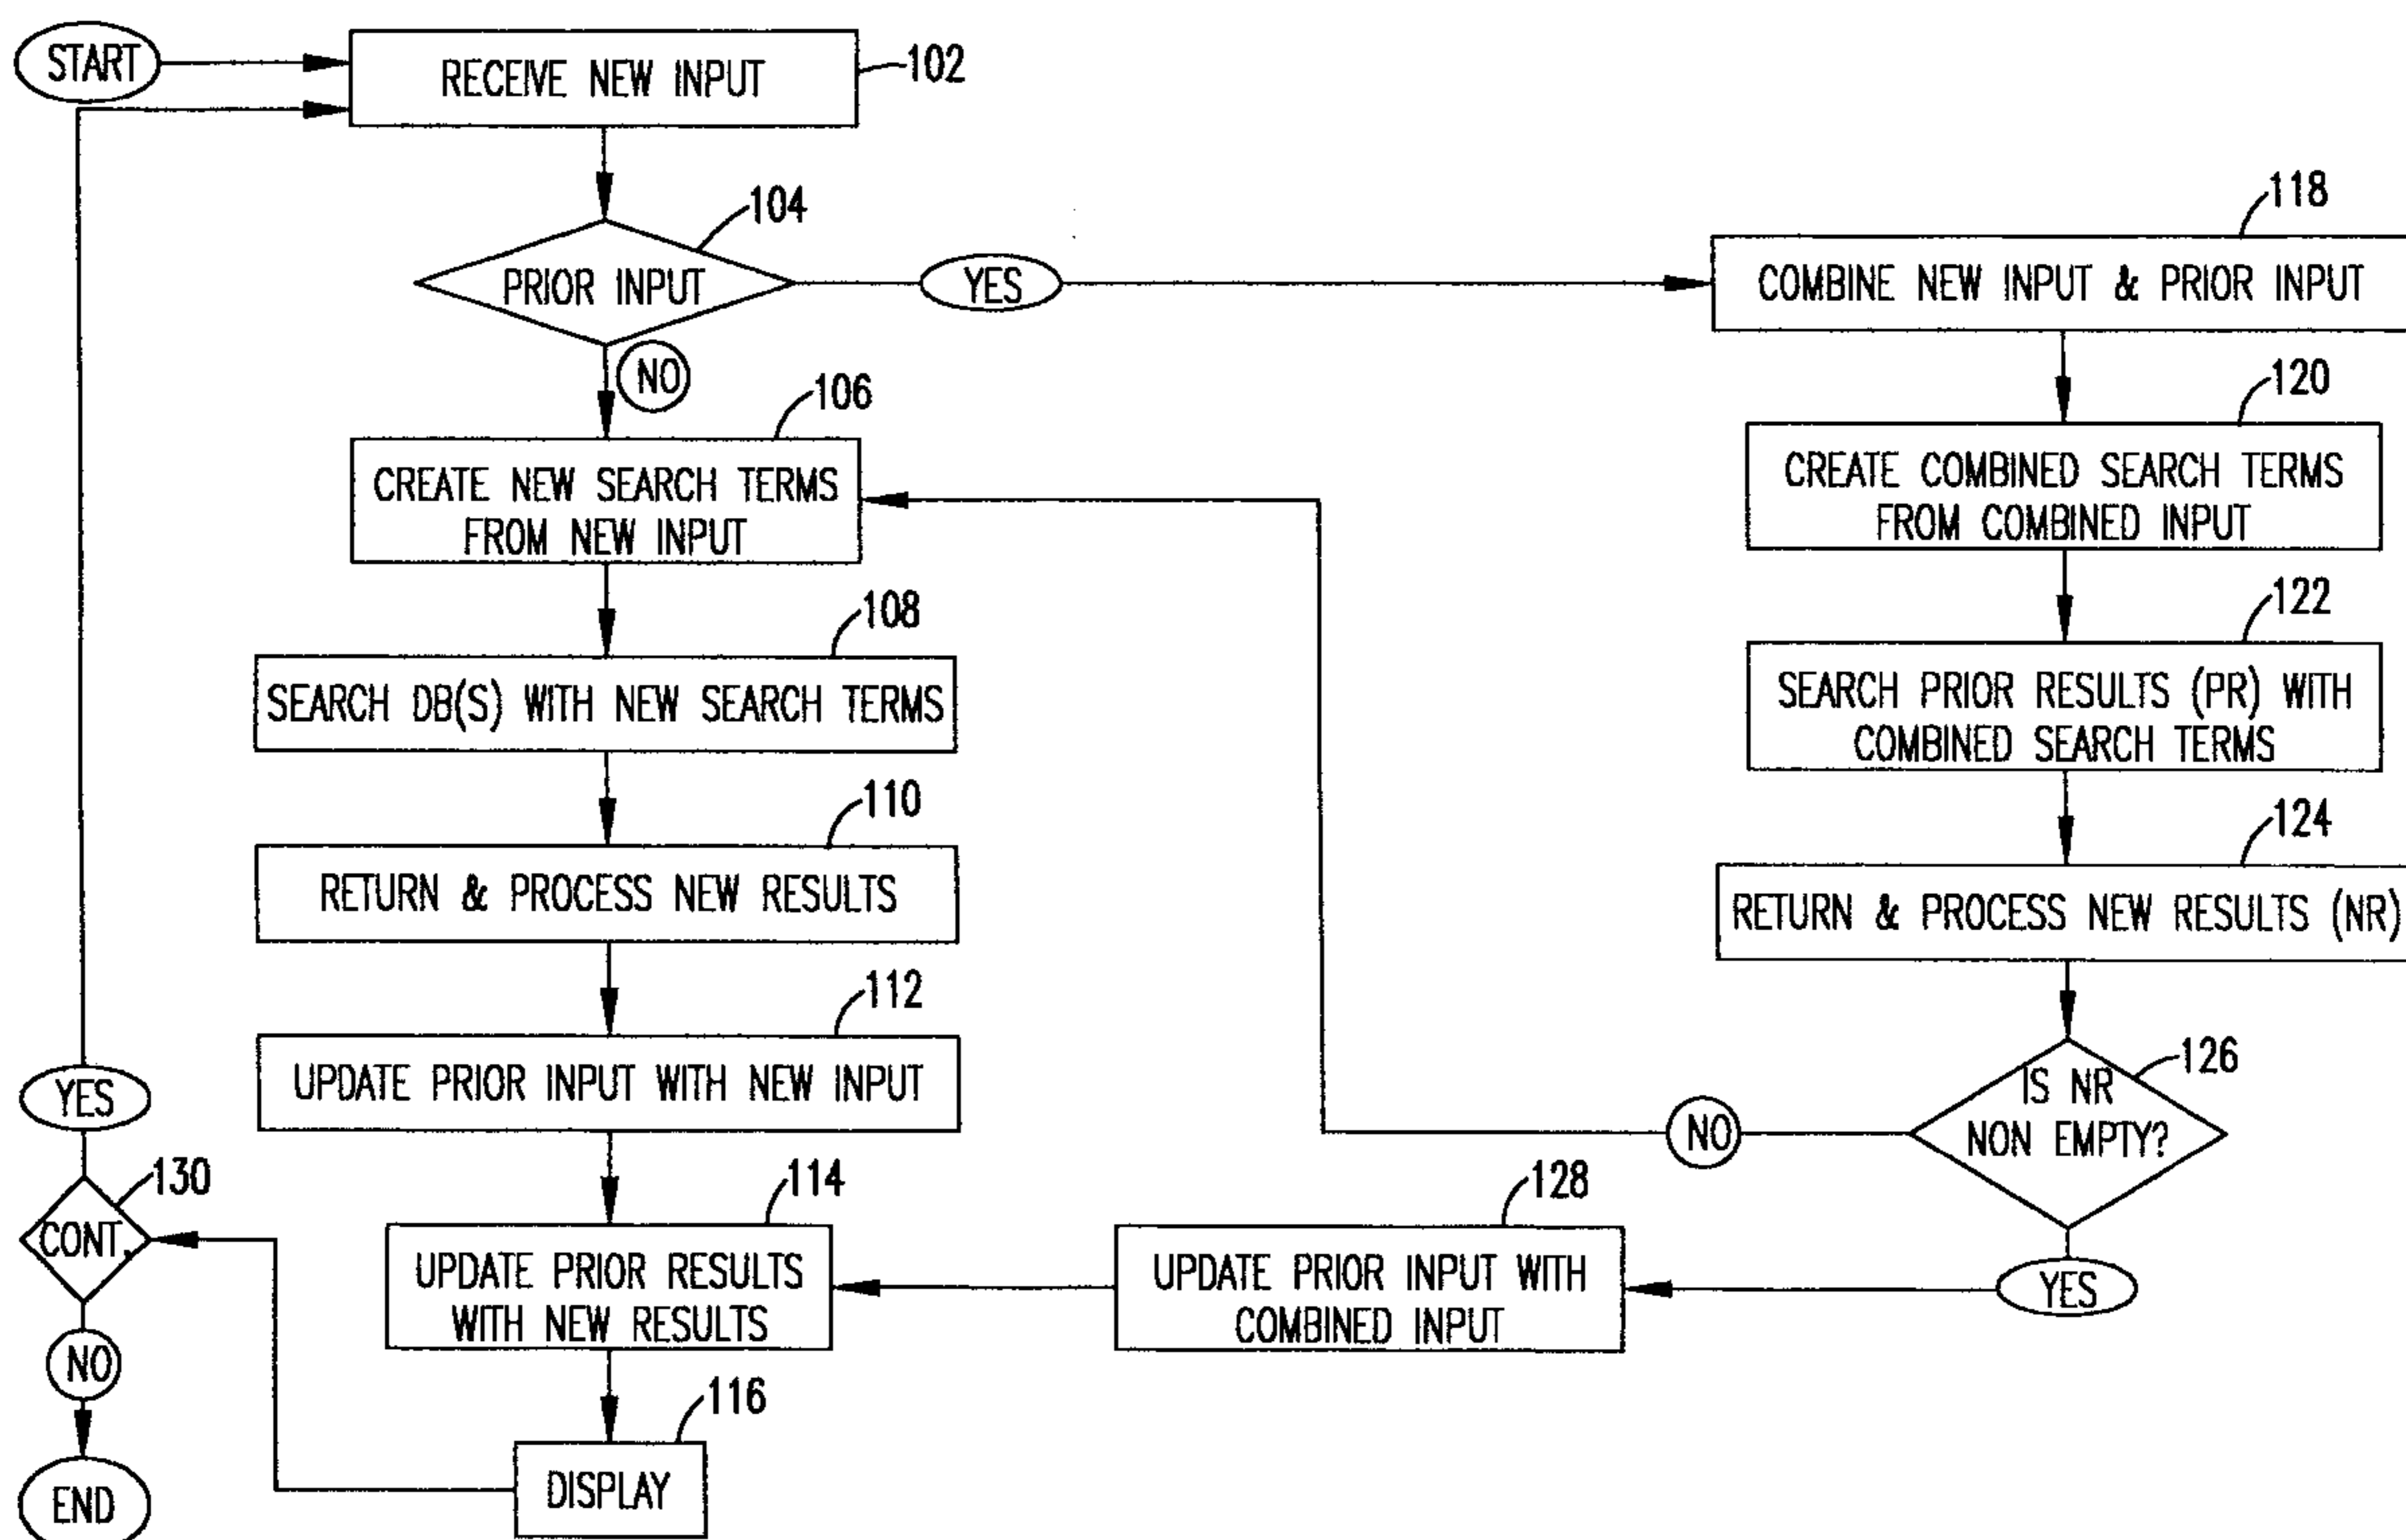 START
RECEIVE NEW INPUT
102
104
PRIOR INPUT
YES
NO
106
CREATE NEW SEARCH TERMS
FROM NEW INPUT
108
SEARCH DB(S) WITH NEW SEARCH TERMS
110
RETURN & PROCESS NEW RESULTS
112
UPDATE PRIOR INPUT WITH NEW INPUT
114
UPDATE PRIOR RESULTS
WITH NEW RESULTS
116
DISPLAY
118
COMBINE NEW INPUT & PRIOR INPUT
120
CREATE COMBINED SEARCH TERMS
FROM COMBINED INPUT
122
SEARCH PRIOR RESULTS (PR) WITH
COMBINED SEARCH TERMS
124
RETURN & PROCESS NEW RESULTS (NR)
126
IS NR
NON EMPTY?
NO
YES
128
UPDATE PRIOR INPUT WITH
COMBINED INPUT
YES
130
CONT.
NO
END